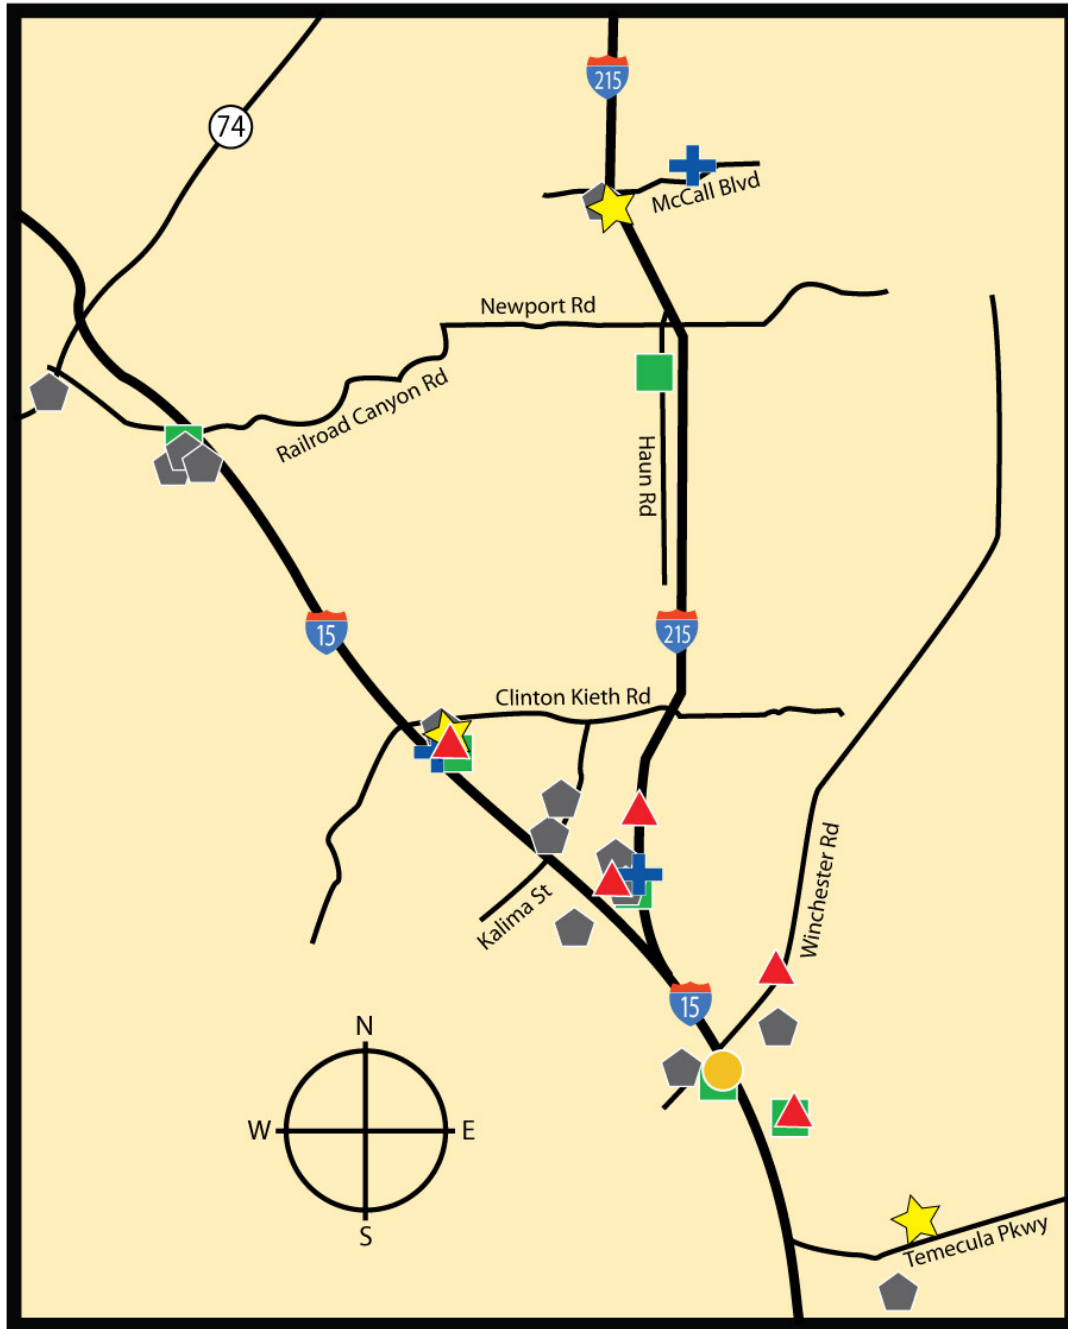 215
74
McCall Blvd
Newport Rd
Railroad Canyon Rd
Haun Rd
15
215
Clinton Kieth Rd
Winchester Rd
Kalima St
15
N
W
E
S
Temecula Pkwy